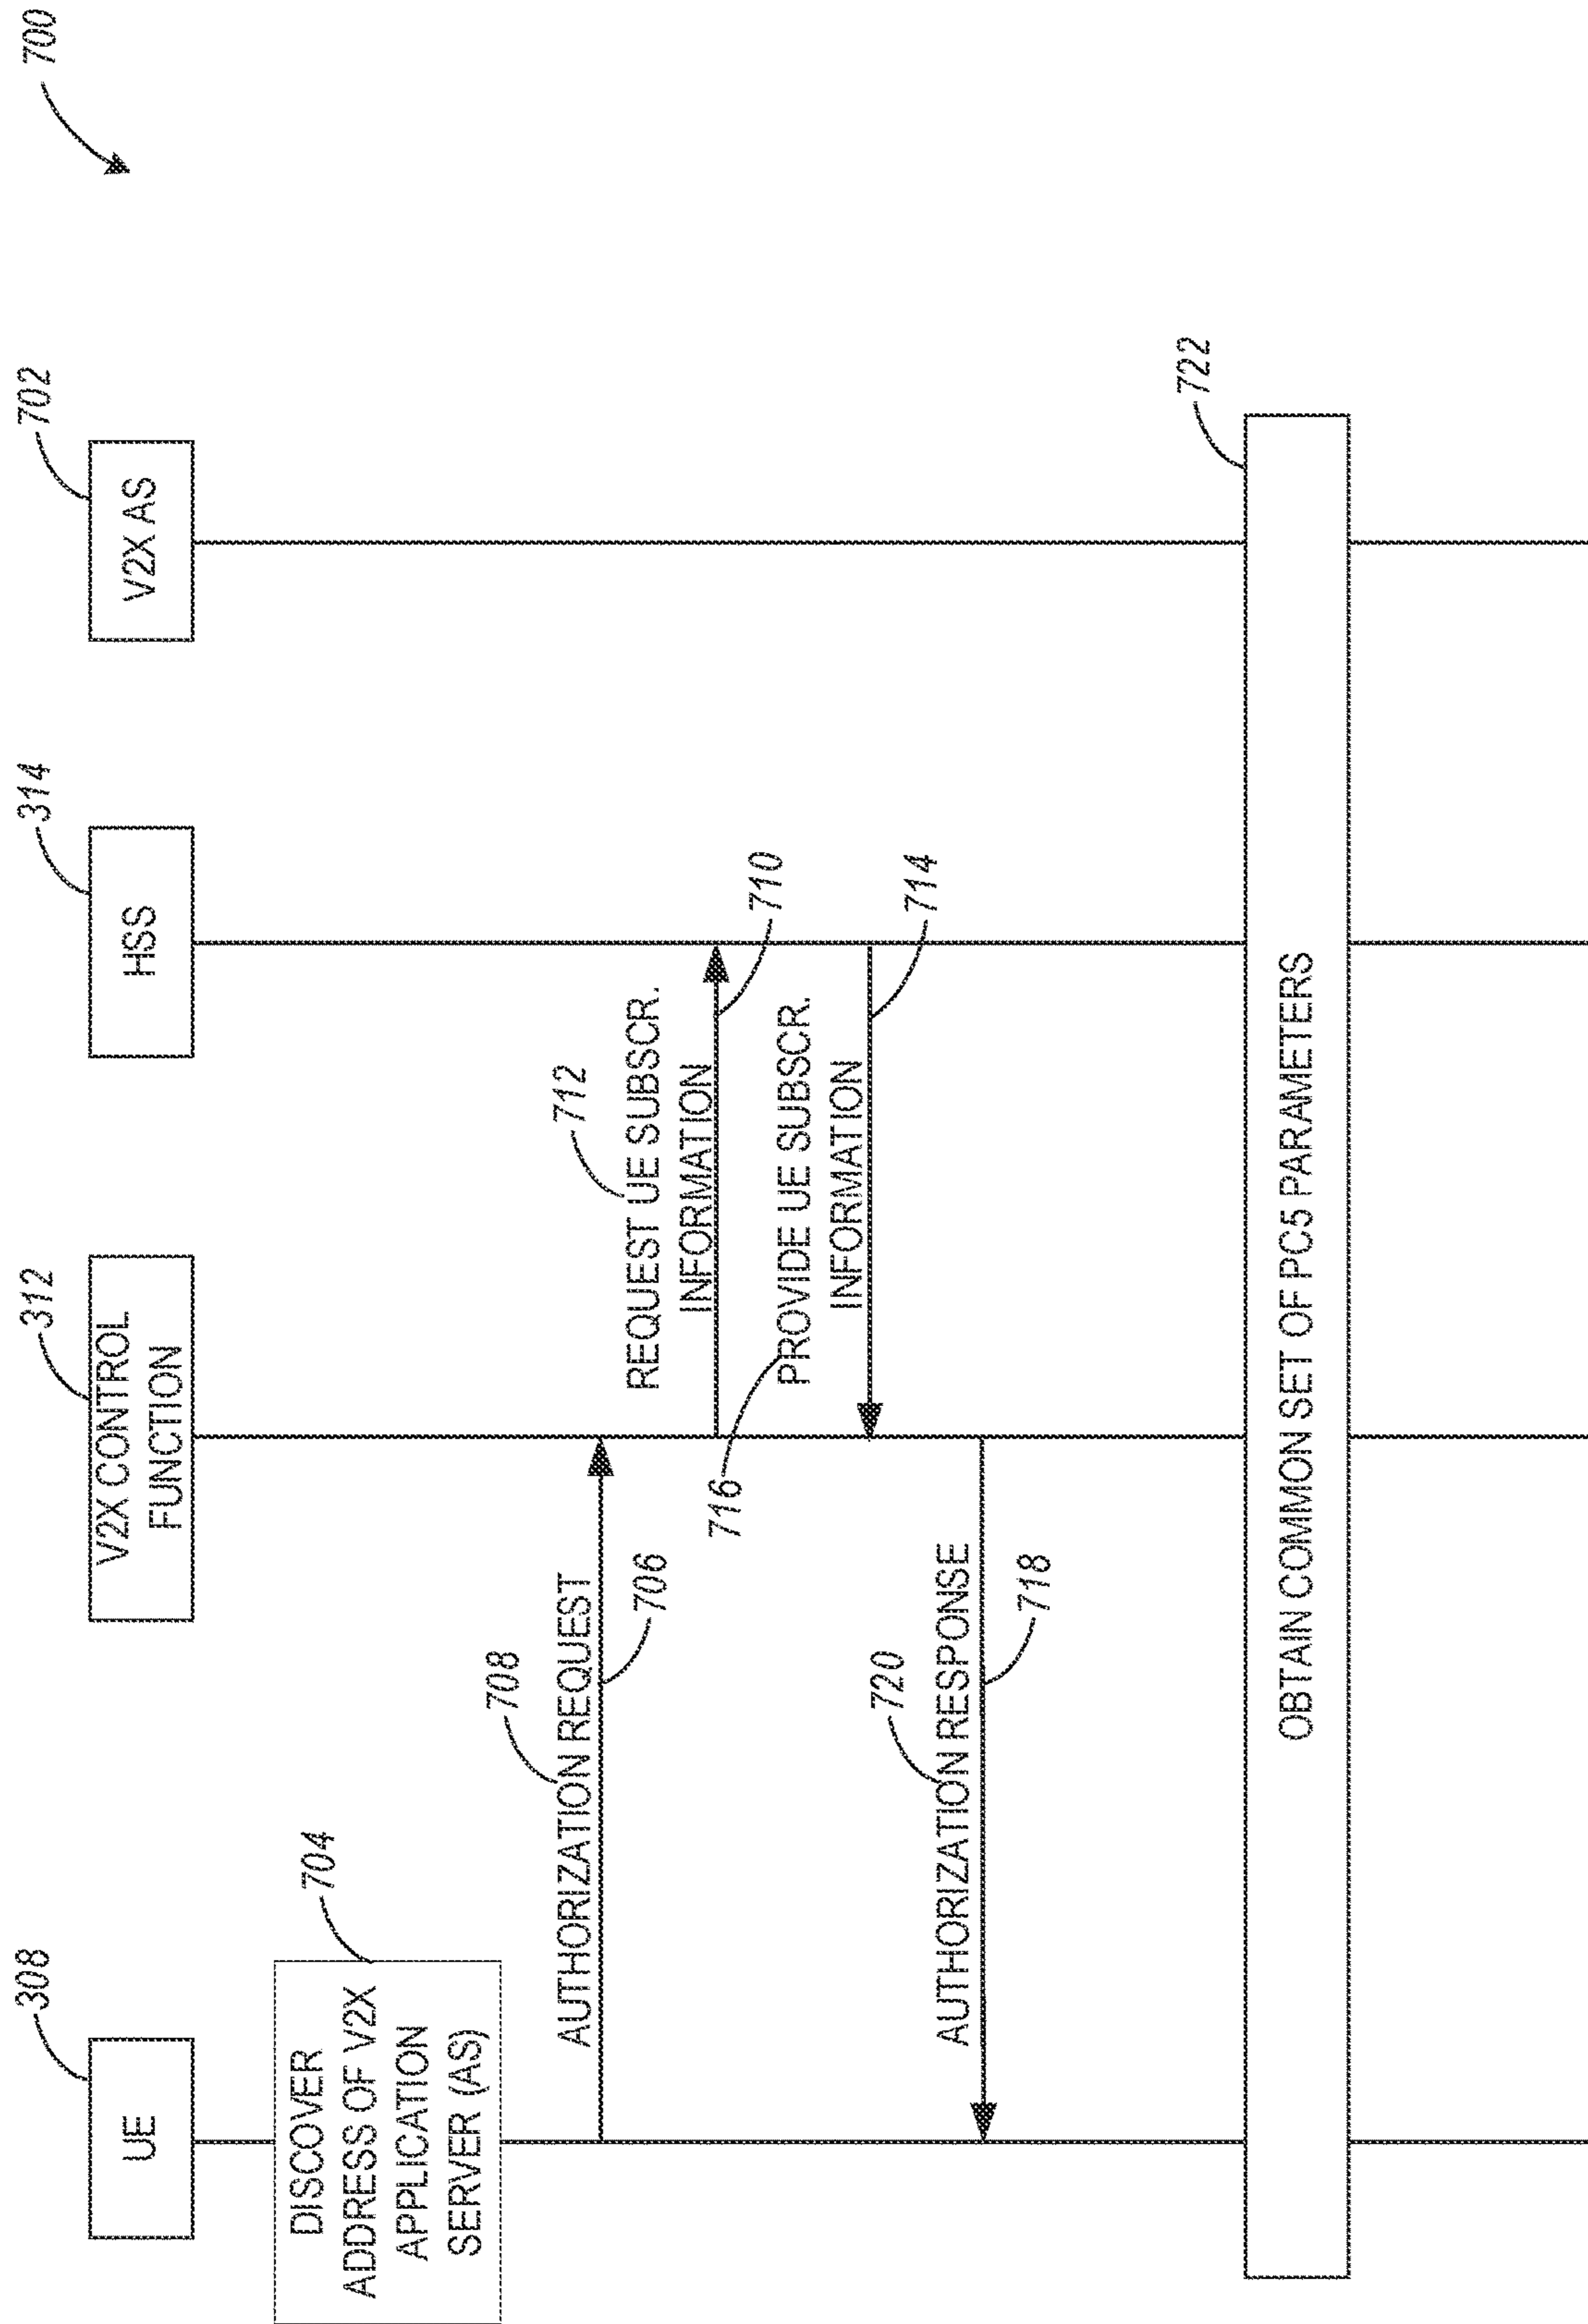 700
308
312
314
702
UE
V2X CONTROL
FUNCTION
HSS
V2X AS
704
DISCOVER
ADDRESS OF V2X
APPLICATION
SERVER (AS)
708
AUTHORIZATION REQUEST
706
712
REQUEST UE SUBSCR.
INFORMATION
710
716
PROVIDE UE SUBSCR.
INFORMATION
714
720
AUTHORIZATION RESPONSE
718
722
OBTAIN COMMON SET OF PC5 PARAMETERS